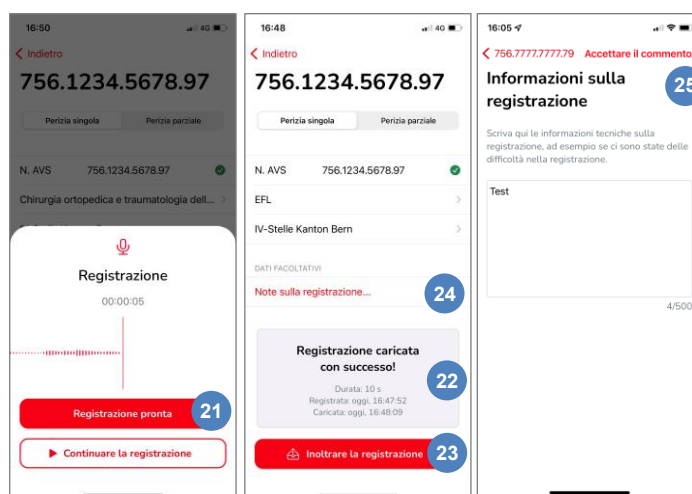 16:50
4G
Indietro
756.1234.5678.97
Perizia singola
Perizia parziale
N. AVS 756.1234.5678.97
Chirurgia ortopedica e traumatologia dell...
Registrazione
00:00:05
Registrazione pronta
21
Continuare la registrazione
16:48
4G
Indietro
756.1234.5678.97
Perizia singola
Perizia parziale
N. AVS 756.1234.5678.97
EFL
IV-Stelle Kanton Bern
DATI FACOLTATIVI
Note sulla registrazione...
24
Registrazione caricata
con successo!
Durata: 10 s
Registrata: oggi, 16:47:52
Caricata: oggi, 16:48:09
22
Inoltrare la registrazione
23
16:05
756.7777.7777.79 Accettare il commento
Informazioni sulla
registrazione
25
Scriva qui le informazioni tecniche sulla
registrazione, ad esempio se ci sono state delle
difficoltà nella registrazione.
Test
4/500